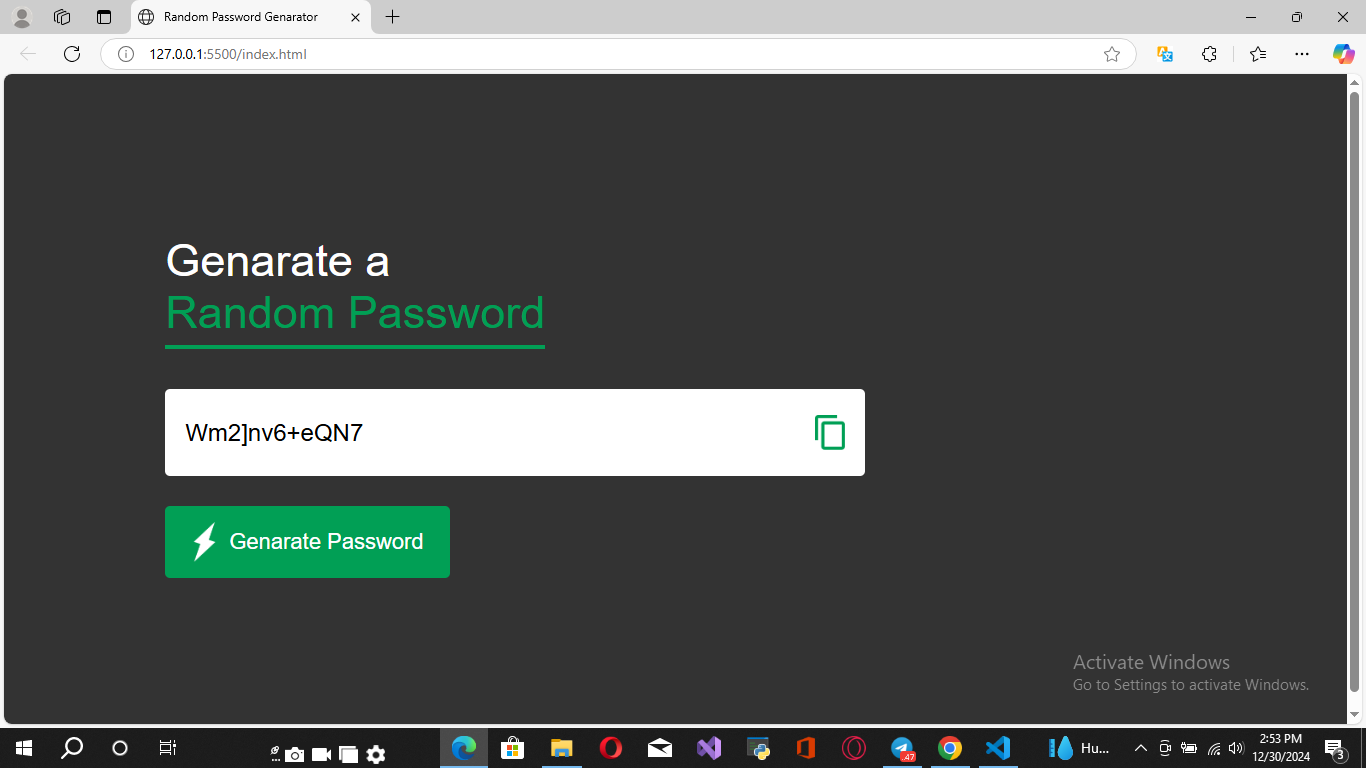 Random Password Genarator
127.0.0.1:5500/index.html
Genarate a
Random Password
Wm2]nv6+eQN7
Genarate Password
Activate Windows
Go to Settings to activate Windows.
47
Hu...
2:53 PM
12/30/2024
3